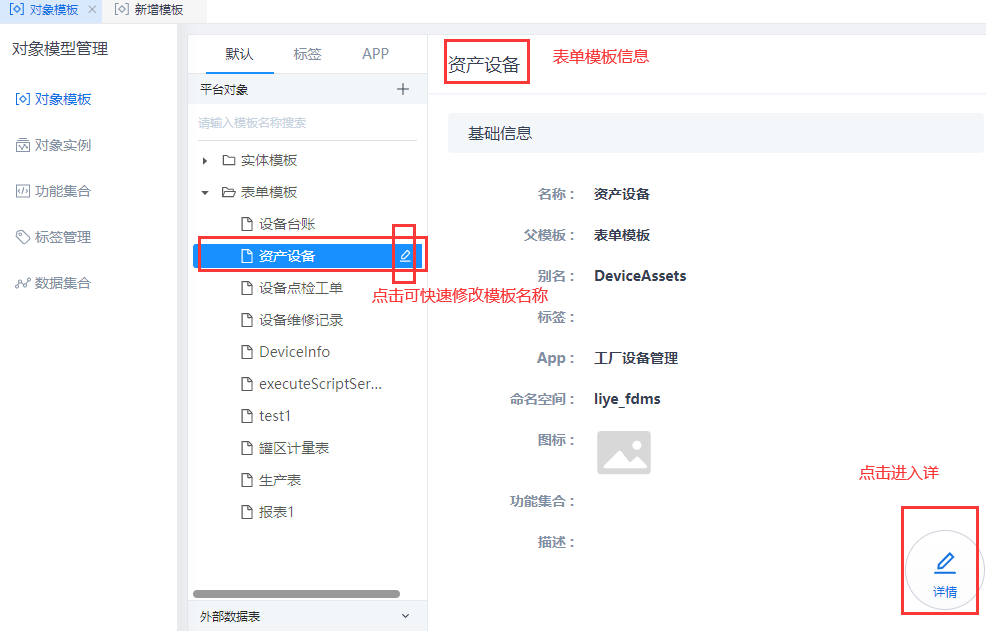 对象模板
新增模板
对象模型管理
对象模板
对象实例
功能集合
标签管理
数据集合
默认
标签
APP
平台对象
请输入模板名称搜索
实体模板
表单模板
设备台账
资产设备
设备点检工单
设备维修记录
DeviceInfo
executeScriptSer...
test1
罐区计量表
生产表
报表1
外部数据表
点击可快速修改模板名称
资产设备
表单模板信息
基础信息
名称： 资产设备
父模板： 表单模板
别名： DeviceAssets
标签：
App： 工厂设备管理
命名空间： liye_fdms
图标：
功能集合：
描述：
点击进入详
详情